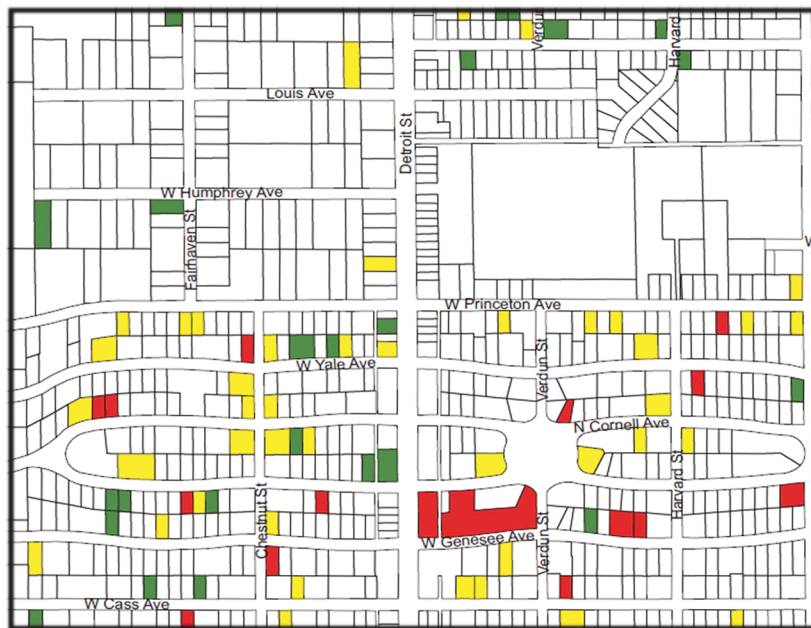 Verdun
Harvard
Louis Ave
Detroit St
W Humphrey Ave
Fairhaven St
W
W Princeton Ave
W Yale Ave
Verdun St
N Cornell Ave
Chestnut St
Harvard St
W Genesee Ave
Verdun St
W Cass Ave